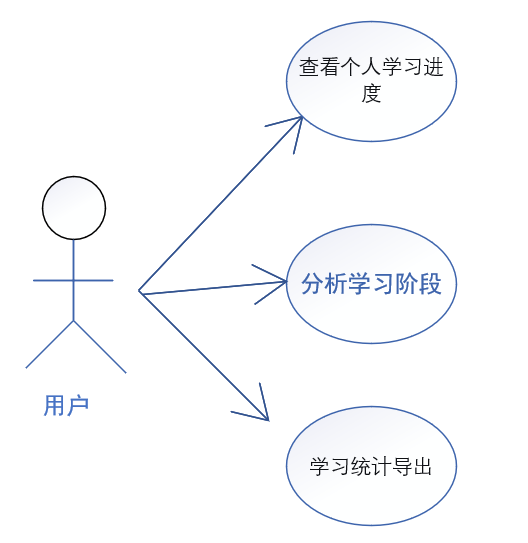 查看个人学习进
度
分析学习阶段
用户
学习统计导出